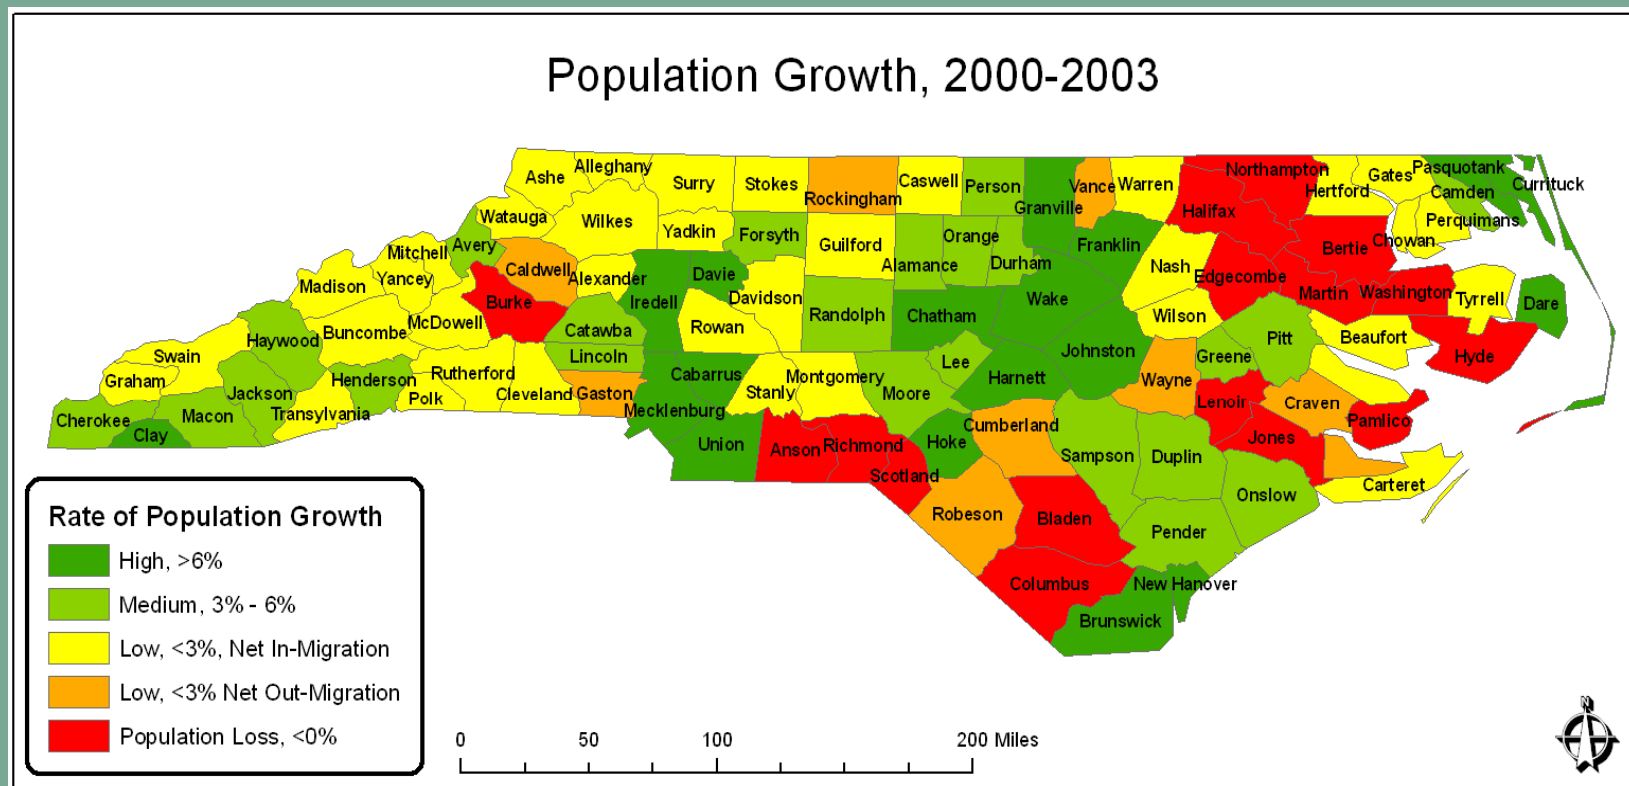 Population Growth, 2000-2003
Ashe
Alleghany
Surry
Stokes
Rockingham
Caswell
Person
Granville
Vance
Warren
Northampton
Hertford
Gates
Pasquotank
Camden
Currituck
Perquimans
Chowan
Halifax
Bertie
Watauga
Wilkes
Yadkin
Forsyth
Guilford
Alamance
Orange
Durham
Franklin
Nash
Edgecombe
Martin
Washington
Tyrrell
Dare
Mitchell
Avery
Caldwell
Alexander
Iredell
Davie
Davidson
Randolph
Chatham
Wake
Wilson
Pitt
Beaufort
Hyde
Madison
Yancey
Burke
McDowell
Buncombe
Catawba
Rowan
Johnston
Haywood
Swain
Graham
Lincoln
Cabarrus
Stanly
Montgomery
Moore
Lee
Harnett
Wayne
Greene
Lenoir
Craven
Pamlico
Jones
Cherokee
Clay
Macon
Jackson
Transylvania
Henderson
Polk
Rutherford
Cleveland
Gaston
Mecklenburg
Union
Anson
Richmond
Scotland
Hoke
Cumberland
Sampson
Duplin
Onslow
Carteret
Robeson
Bladen
Pender
Columbus
New Hanover
Brunswick
Rate of Population Growth
High, >6%
Medium, 3% - 6%
Low, <3%, Net In-Migration
Low, <3% Net Out-Migration
Population Loss, <0%
0 50 100 200 Miles
N